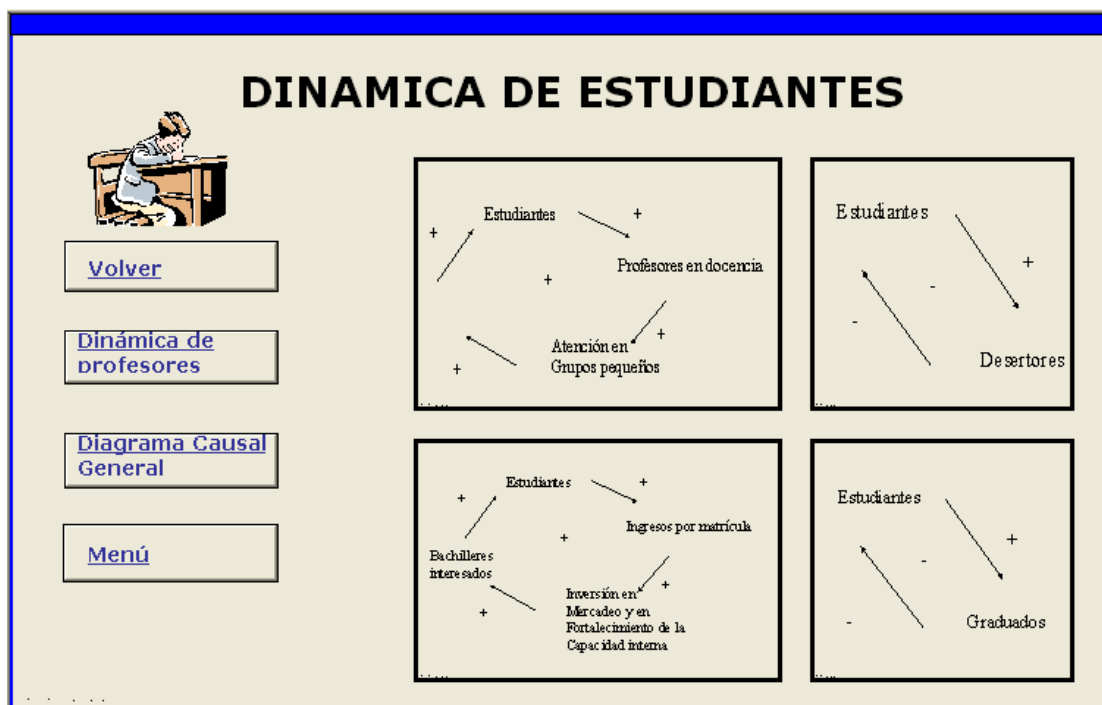 DINAMICA DE ESTUDIANTES
Volver
Dinámica de
profesores
Diagrama Causal
General
Menú
Estudiantes
+
+
Profesores en docencia
+
+
Atención en
Grupos pequeños
+
Estudiantes
+
-
-
Desertores
Estudiantes
+
+
Ingresos por matrícula
+
Bachilleres
interesados
+
Inversión en
Mercadeo y en
Fortalecimiento de la
Capacidad interna
+
Estudiantes
+
-
-
Graduados